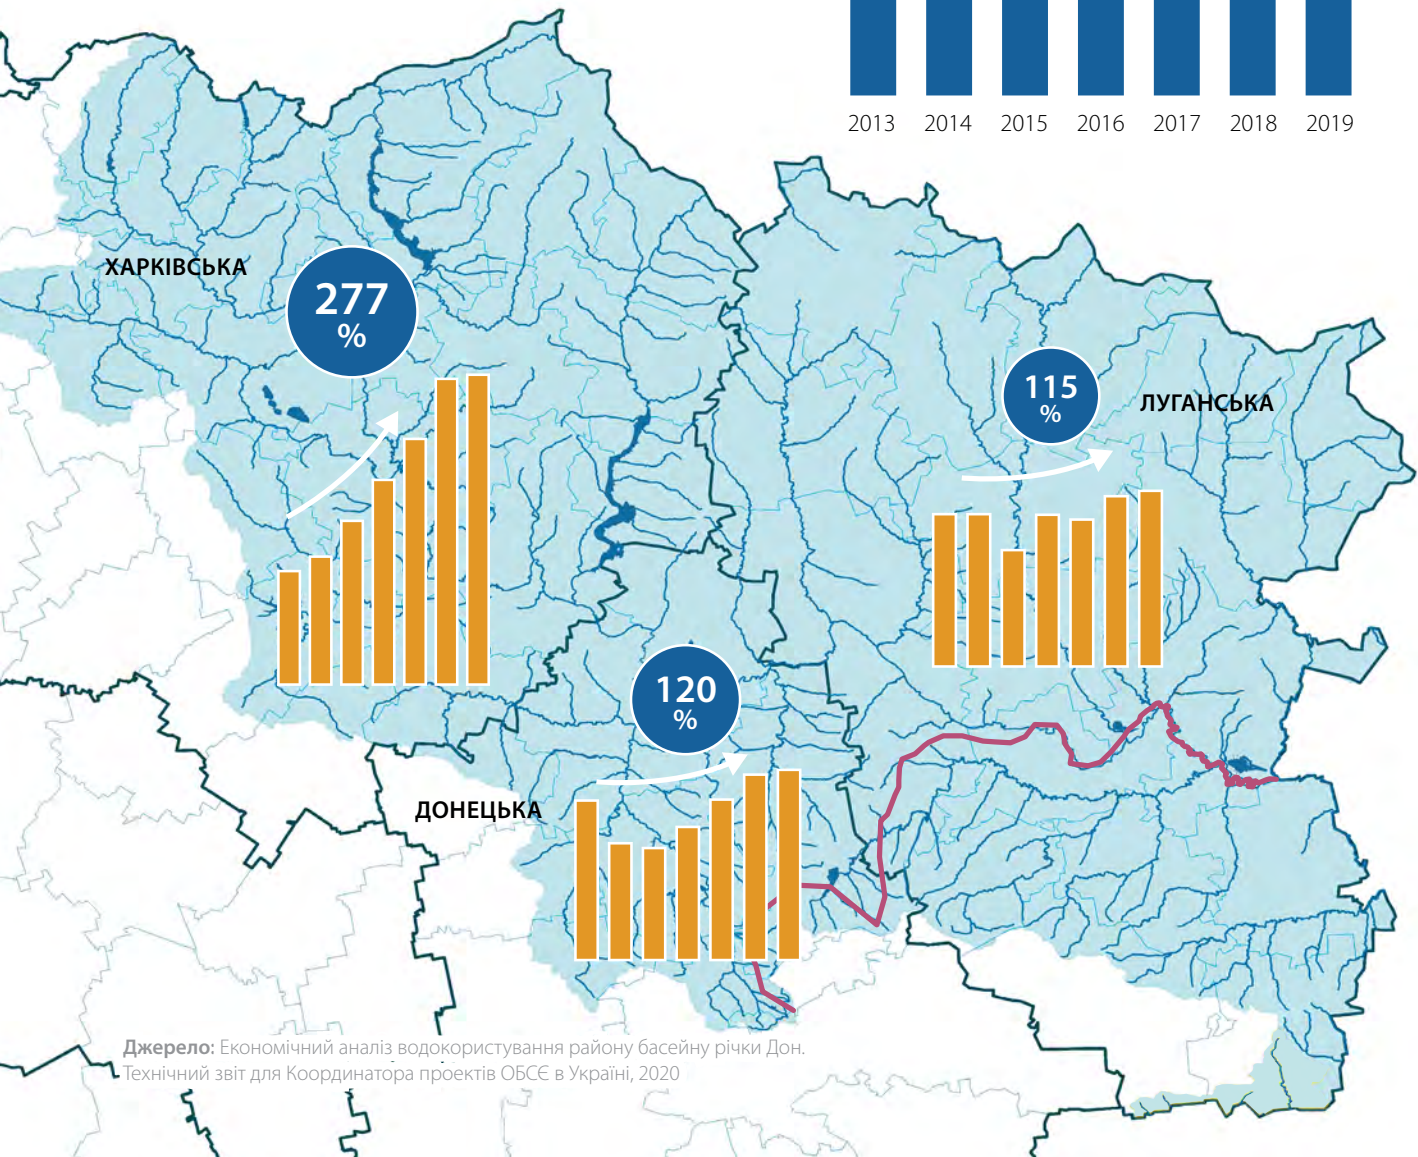 2013 2014 2015 2016 2017 2018 2019
ХАРКІВСЬКА
277
%
115
%
ЛУГАНСЬКА
120
%
ДОНЕЦЬКА
Джерело: Економічний аналіз водокористування району басейну річки Дон.
Технічний звіт для Координатора проектів ОБСЄ в Україні, 2020